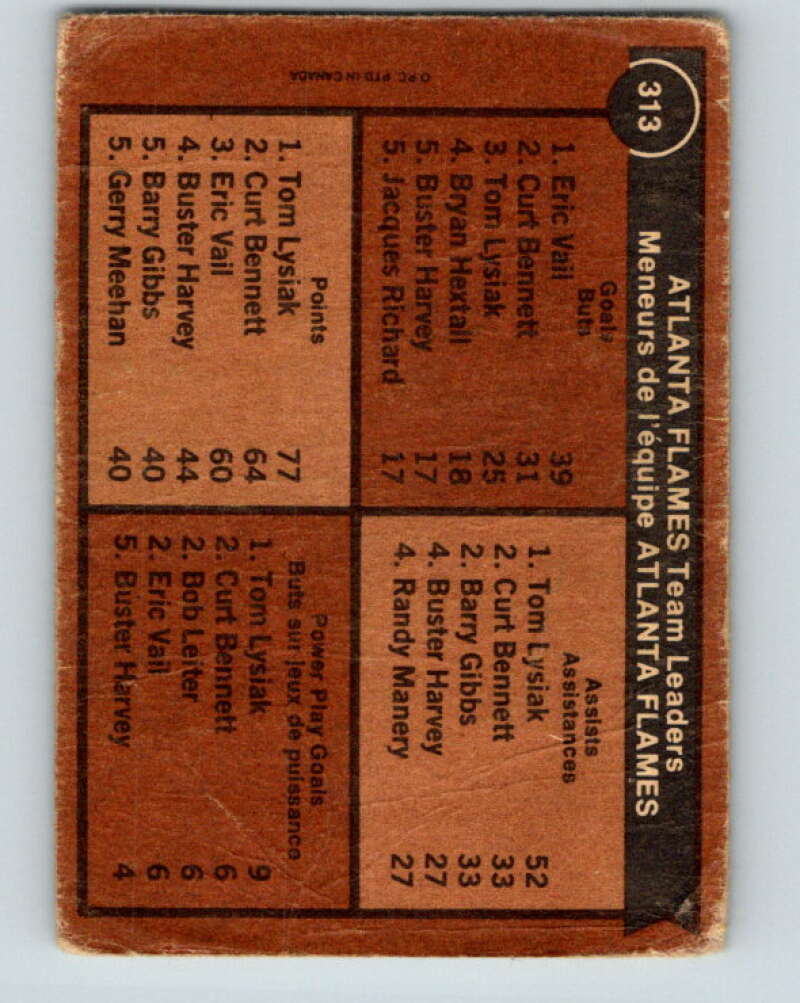 313
ATLANTA FLAMES Team Leaders
Meneurs de l'équipe ATLANTA FLAMES
Goals
Buts
1. Eric Vail 39
2. Curt Bennett 31
3. Tom Lysiak 25
4. Bryan Hextall 18
5. Buster Harvey 17
5. Jacques Richard 17
Assists
Assistances
1. Tom Lysiak 52
2. Curt Bennett 33
2. Barry Gibbs 33
4. Buster Harvey 27
4. Randy Manery 27
Points
1. Tom Lysiak 77
2. Curt Bennett 64
3. Eric Vail 60
4. Buster Harvey 44
5. Barry Gibbs 40
5. Gerry Meehan 40
Power Play Goals
Buts sur jeux de puissance
1. Tom Lysiak 9
2. Curt Bennett 6
2. Bob Leiter 6
2. Eric Vail 6
5. Buster Harvey 4
O.P.C. PTD IN CANADA